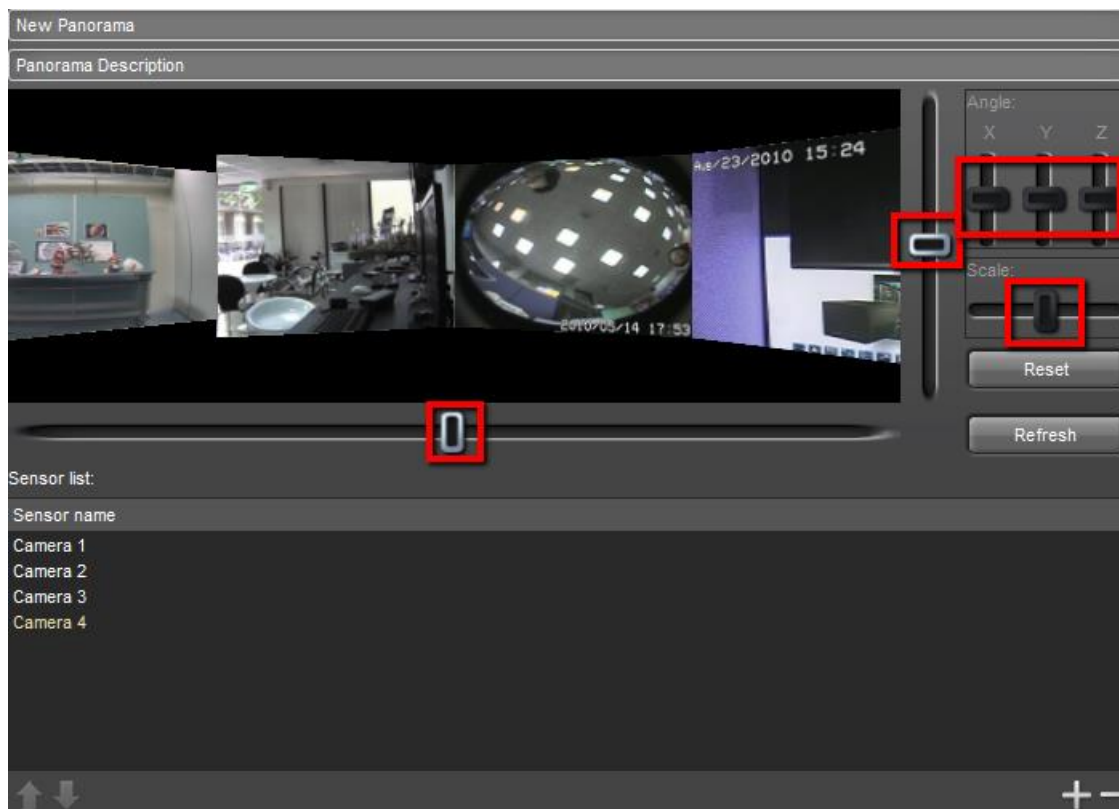 New Panorama
Panorama Description
Angle:
X Y Z
Aug/23/2010 15:24
2010/05/14 17:53
Scale:
Reset
Refresh
Sensor list:
Sensor name
Camera 1
Camera 2
Camera 3
Camera 4